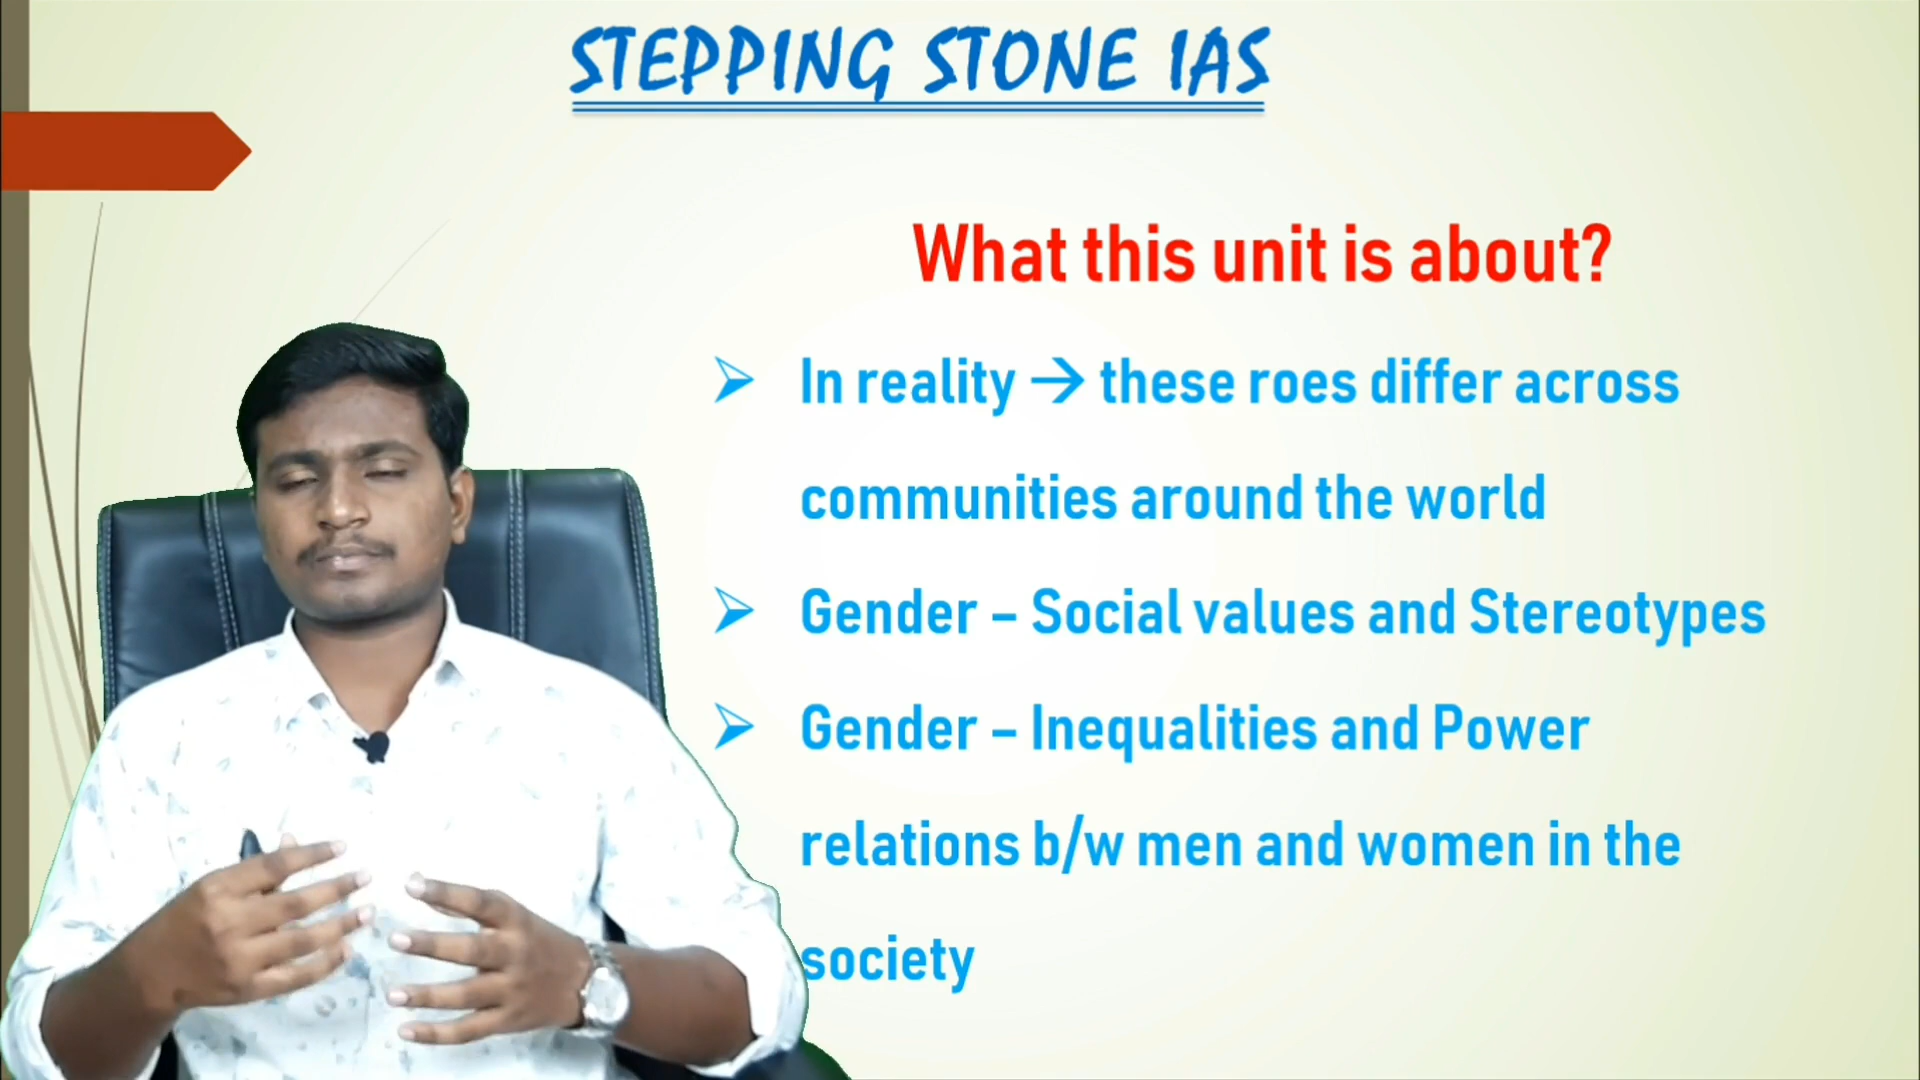 STEPPING STONE IAS
What this unit is about?
➢ In reality → these roes differ across
communities around the world
➢ Gender – Social values and Stereotypes
➢ Gender – Inequalities and Power
relations b/w men and women in the
society